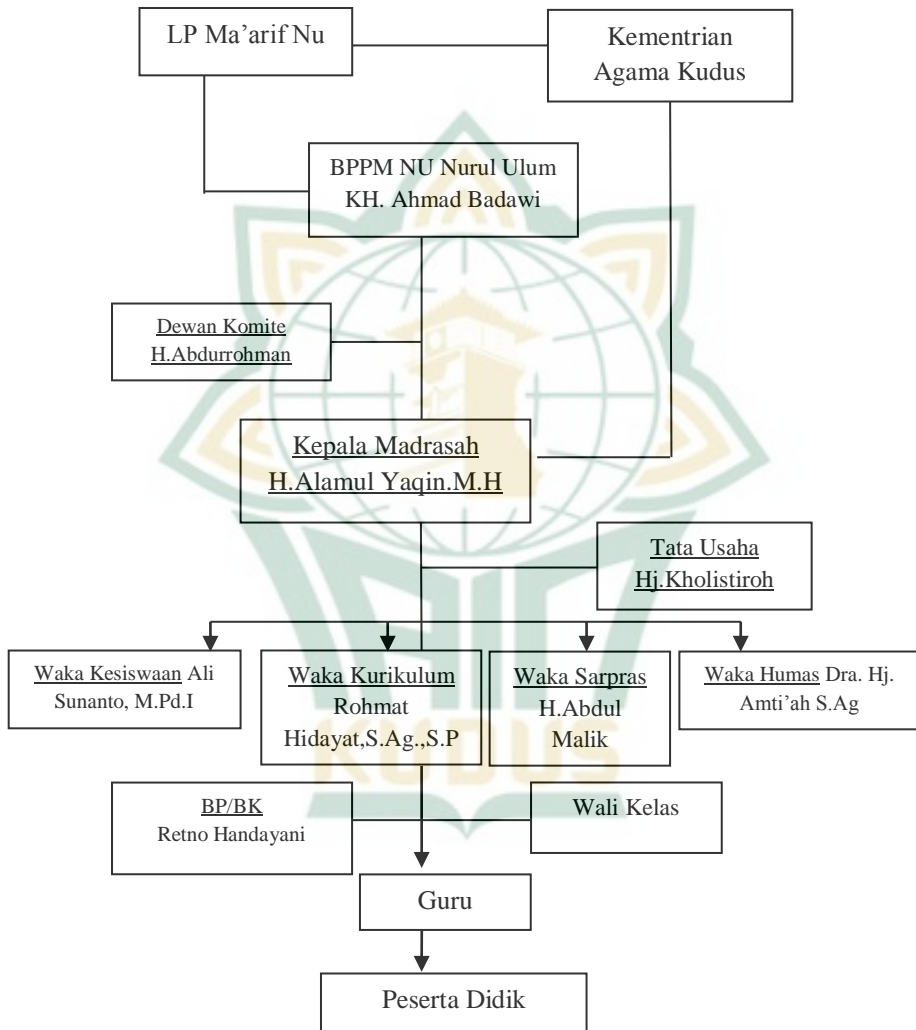 LP Ma’arif Nu
Kementrian
Agama Kudus
BPPM NU Nurul Ulum
KH. Ahmad Badawi
Dewan Komite
H.Abdurrohman
Kepala Madrasah
H.Alamul Yaqin.M.H
Tata Usaha
Hj.Kholistiroh
Waka Kesiswaan Ali
Sunanto, M.Pd.I
Waka Kurikulum
Rohmat
Hidayat,S.Ag.,S.P
Waka Sarpras
H.Abdul
Malik
Waka Humas Dra. Hj.
Amti’ah S.Ag
BP/BK
Retno Handayani
Wali Kelas
Guru
Peserta Didik
IAIN
KUDUS